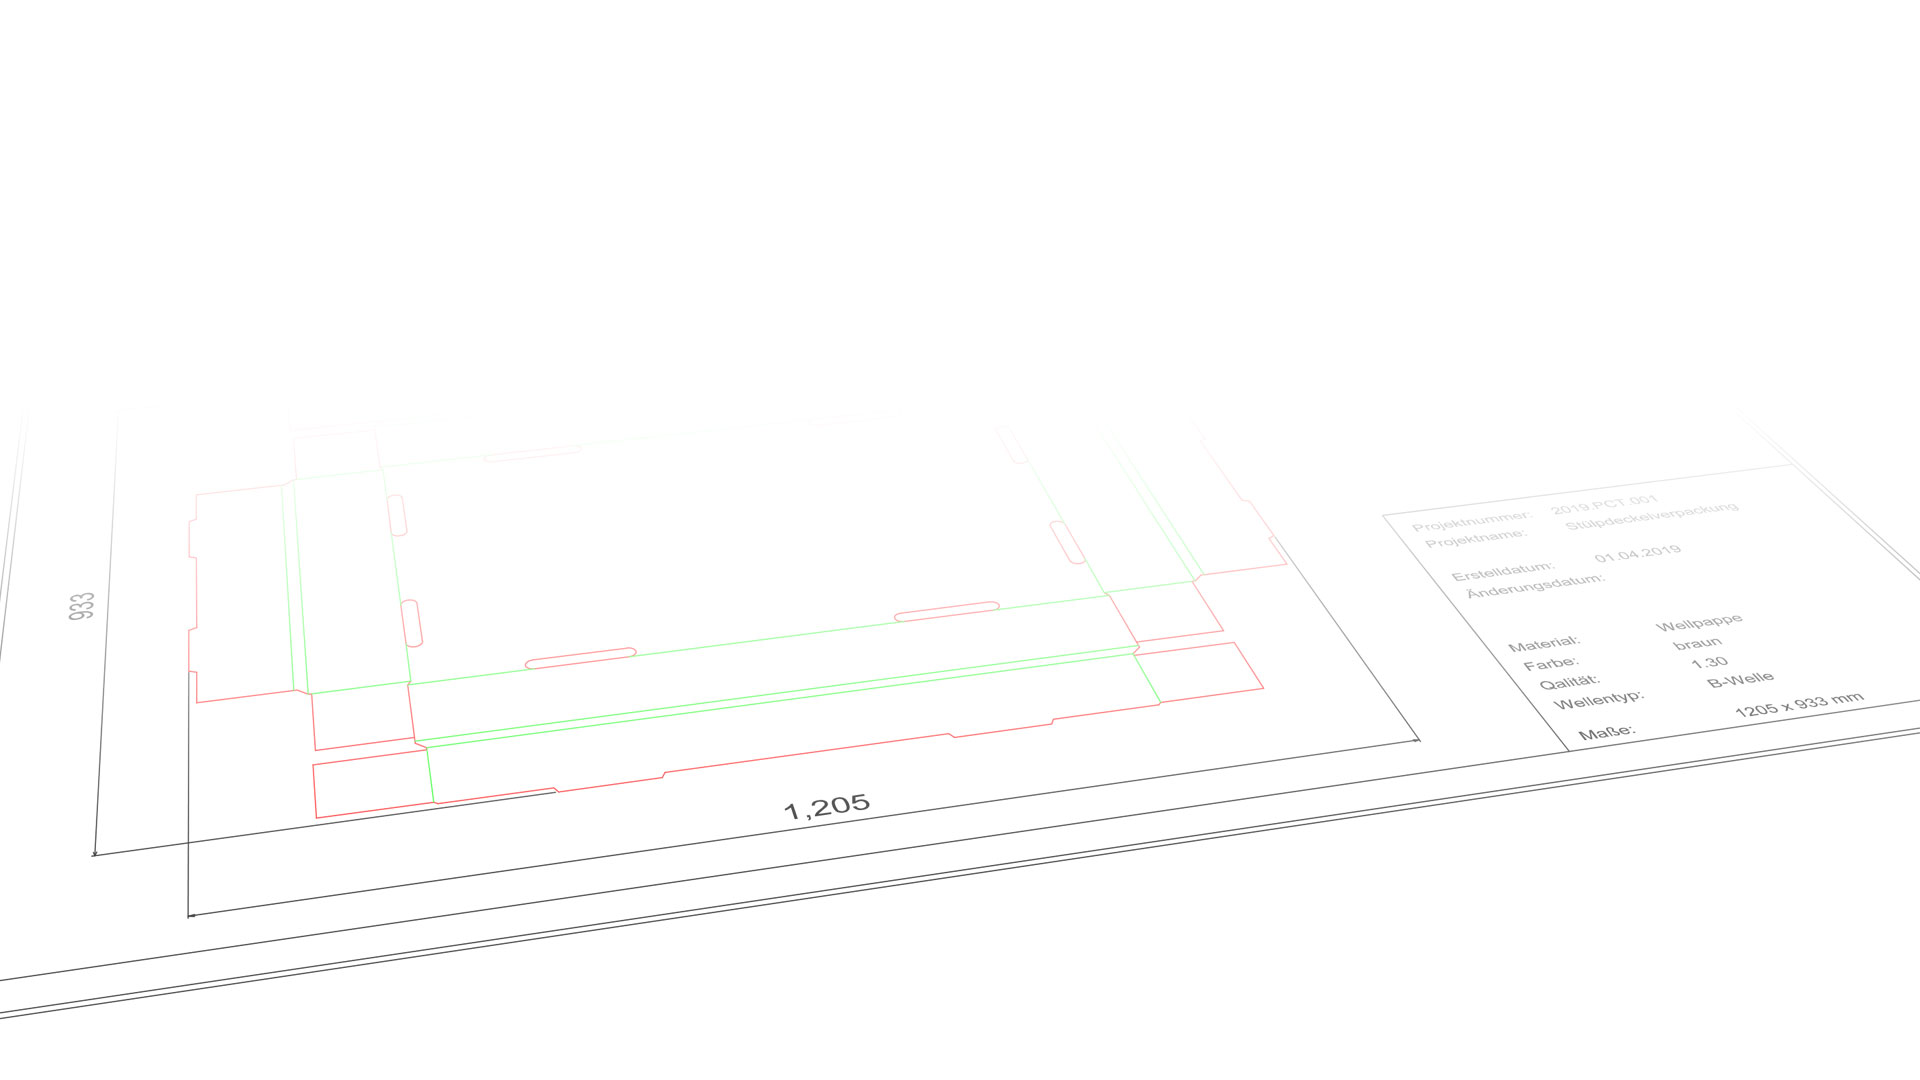 933
1,205
Projektnummer: 2019.PCT.001
Projektname: Stülpdeckelverpackung
Erstelldatum: 01.04.2019
Änderungsdatum:
Material: Wellpappe
Farbe: braun
Qalität: 1.30
Wellentyp: B-Welle
Maße: 1205 x 933 mm